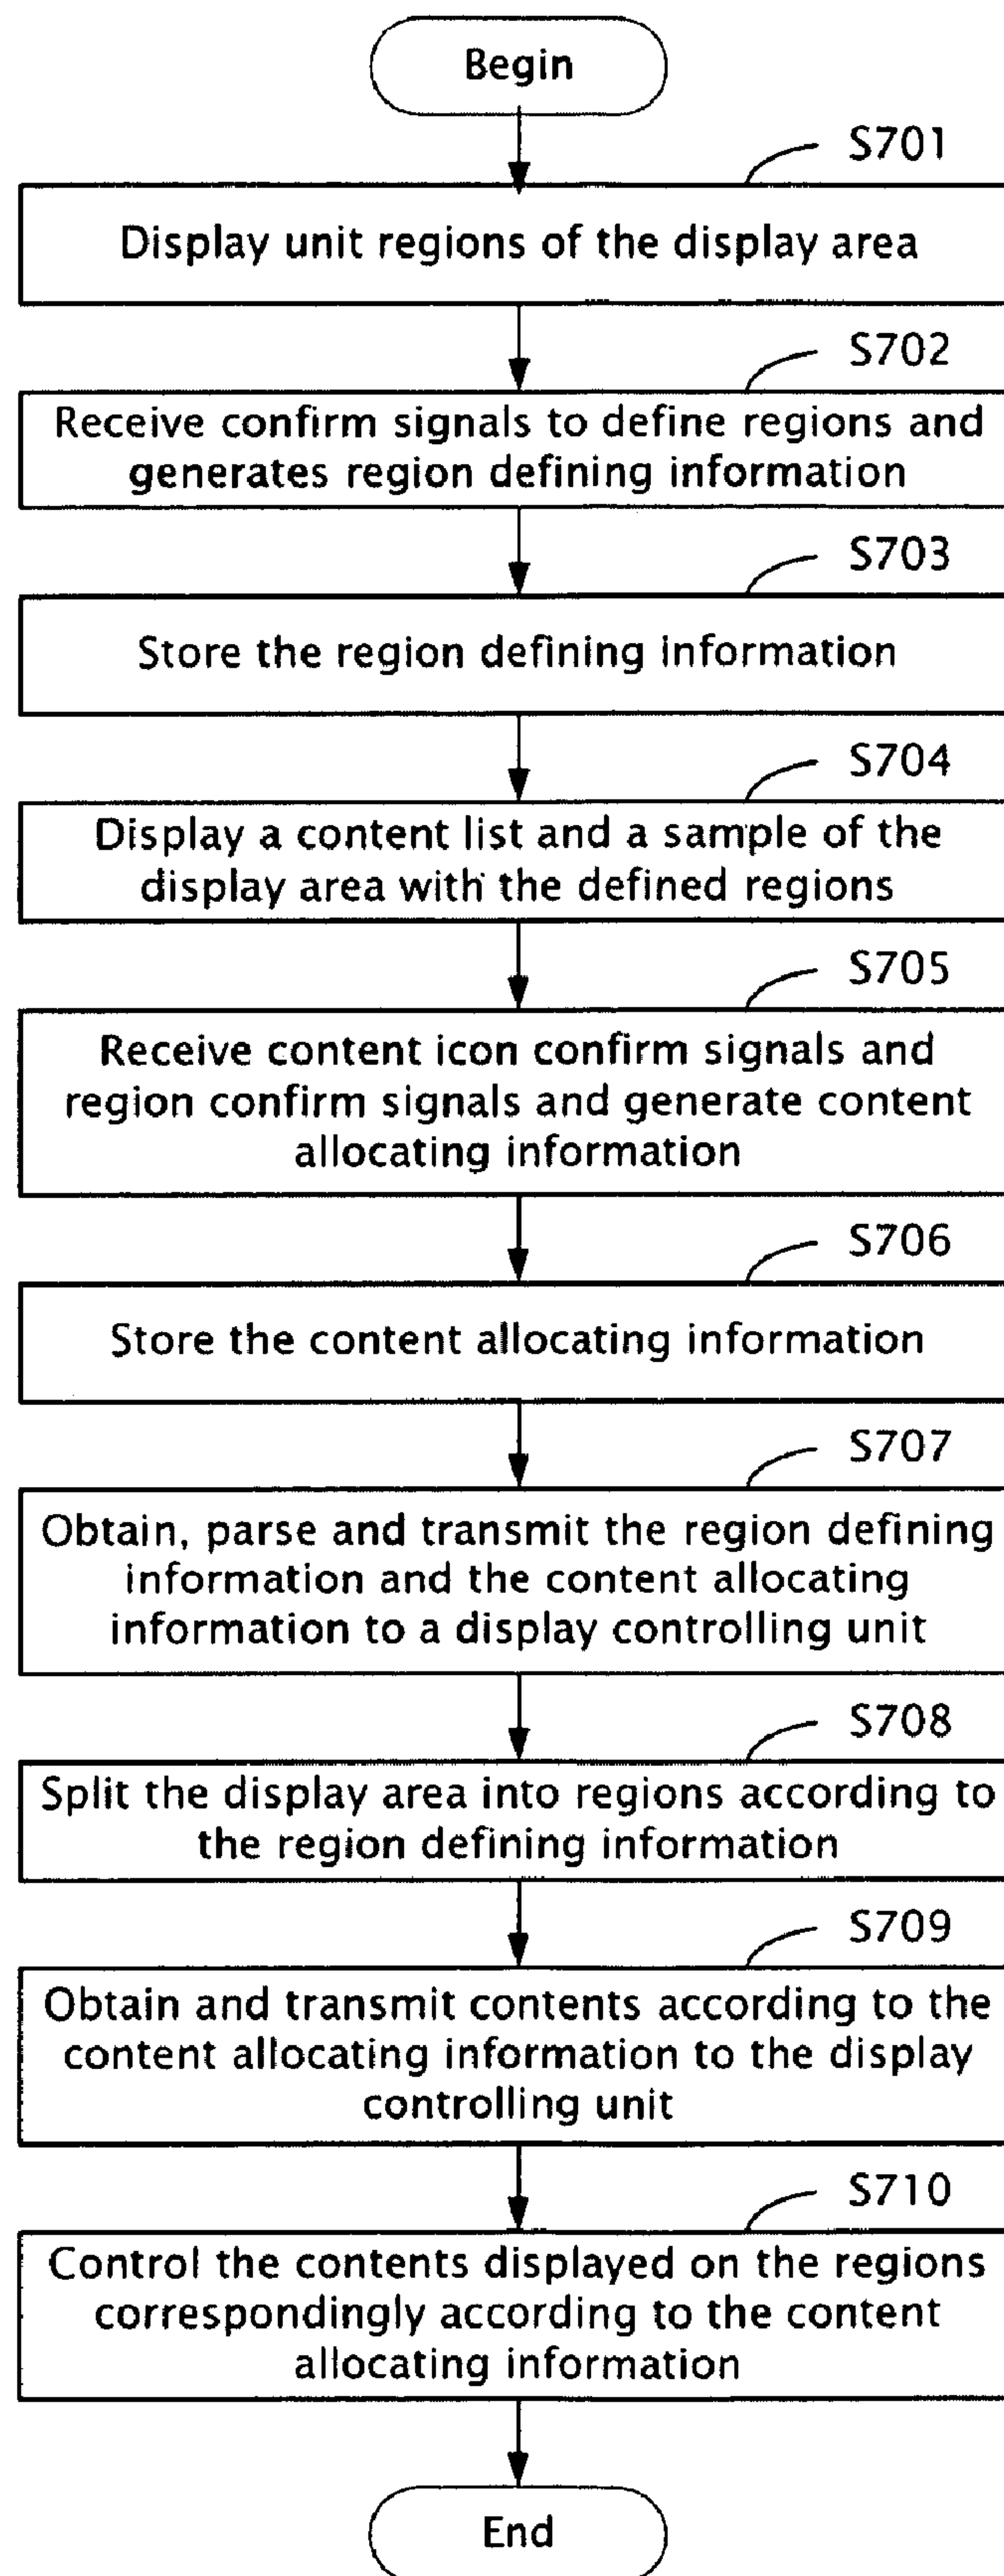 Begin
S701
Display unit regions of the display area
S702
Receive confirm signals to define regions and
generates region defining information
S703
Store the region defining information
S704
Display a content list and a sample of the
display area with the defined regions
S705
Receive content icon confirm signals and
region confirm signals and generate content
allocating information
S706
Store the content allocating information
S707
Obtain, parse and transmit the region defining
information and the content allocating
information to a display controlling unit
S708
Split the display area into regions according to
the region defining information
S709
Obtain and transmit contents according to the
content allocating information to the display
controlling unit
S710
Control the contents displayed on the regions
correspondingly according to the content
allocating information
End